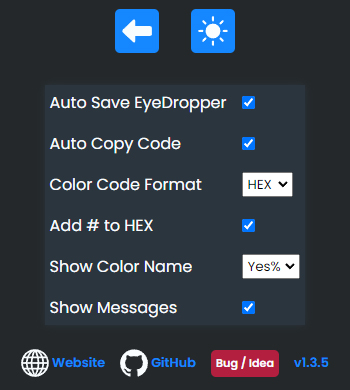 Auto Save EyeDropper
Auto Copy Code
Color Code Format HEX
Add # to HEX
Show Color Name Yes%
Show Messages
Website GitHub Bug / Idea v1.3.5